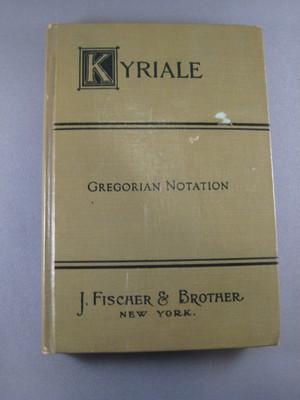 KYRIALE
GREGORIAN NOTATION
J. FISCHER & BROTHER
NEW YORK.